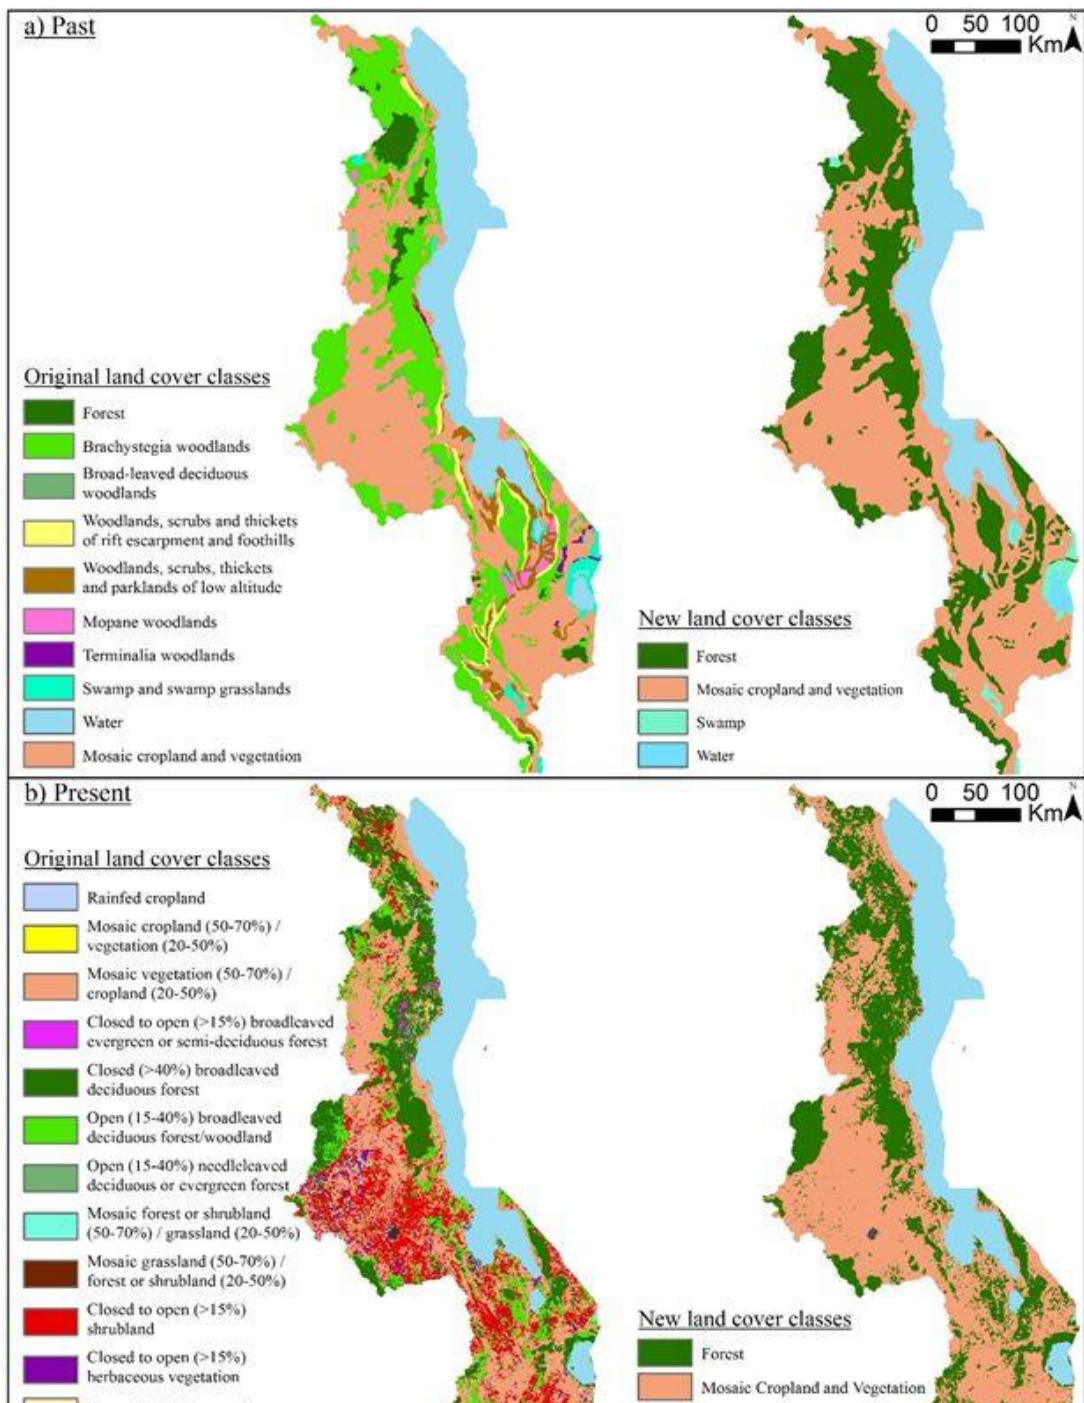 a) Past
0 50 100
Km
N
Original land cover classes
Forest
Brachystegia woodlands
Broad-leaved deciduous
woodlands
Woodlands, scrubs and thickets
of rift escarpment and foothills
Woodlands, scrubs, thickets
and parklands of low altitude
Mopane woodlands
Terminalia woodlands
Swamp and swamp grasslands
Water
Mosaic cropland and vegetation
New land cover classes
Forest
Mosaic cropland and vegetation
Swamp
Water
b) Present
0 50 100
Km
N
Original land cover classes
Rainfed cropland
Mosaic cropland (50-70%) /
vegetation (20-50%)
Mosaic vegetation (50-70%) /
cropland (20-50%)
Closed to open (>15%) broadleaved
evergreen or semi-deciduous forest
Closed (>40%) broadleaved
deciduous forest
Open (15-40%) broadleaved
deciduous forest/woodland
Open (15-40%) needleleaved
deciduous or evergreen forest
Mosaic forest or shrubland
(50-70%) / grassland (20-50%)
Mosaic grassland (50-70%) /
forest or shrubland (20-50%)
Closed to open (>15%)
shrubland
Closed to open (>15%)
herbaceous vegetation
New land cover classes
Forest
Mosaic Cropland and Vegetation